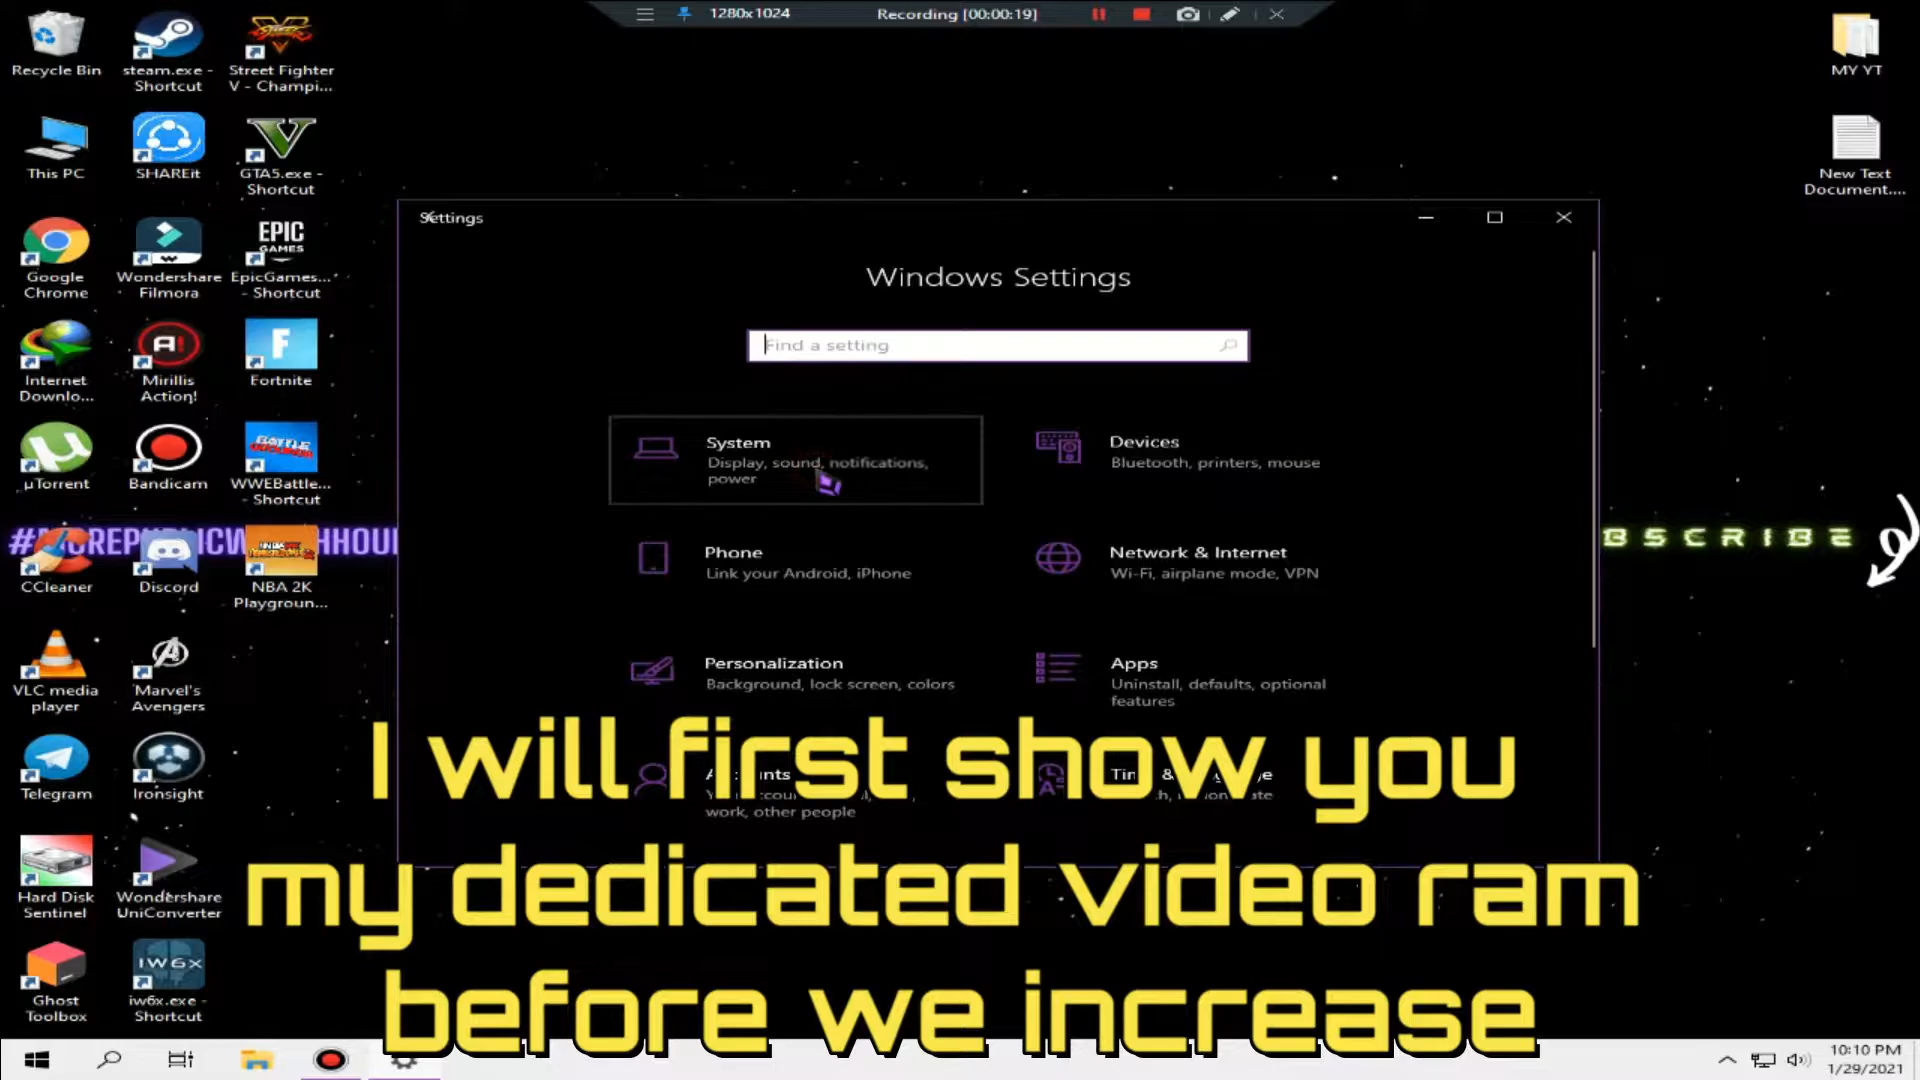 1280x1024
Recording [00:00:19]
Recycle Bin
steam.exe -
Shortcut
Street Fighter
V - Champi...
MY YT
This PC
SHAREit
GTA5.exe -
Shortcut
New Text
Document....
Google
Chrome
Wondershare
Filmora
EPIC
GAMES
EpicGames...
- Shortcut
Internet
Downlo...
Mirillis
Action!
Fortnite
µTorrent
Bandicam
WWEBattle...
- Shortcut
CCleaner
Discord
NBA 2K
Playgroun...
VLC media
player
Marvel's
Avengers
Telegram
Ironsight
Hard Disk
Sentinel
Wondershare
UniConverter
Ghost
Toolbox
IW6x
iw6x.exe -
Shortcut
BSCRIBE
Settings
Windows Settings
Find a setting
System
Display, sound, notifications,
power
Devices
Bluetooth, printers, mouse
Phone
Link your Android, iPhone
Network & Internet
Wi-Fi, airplane mode, VPN
Personalization
Background, lock screen, colors
Apps
Uninstall, defaults, optional
features
work, other people
I will first show you
my dedicated video ram
before we increase
10:10 PM
1/29/2021